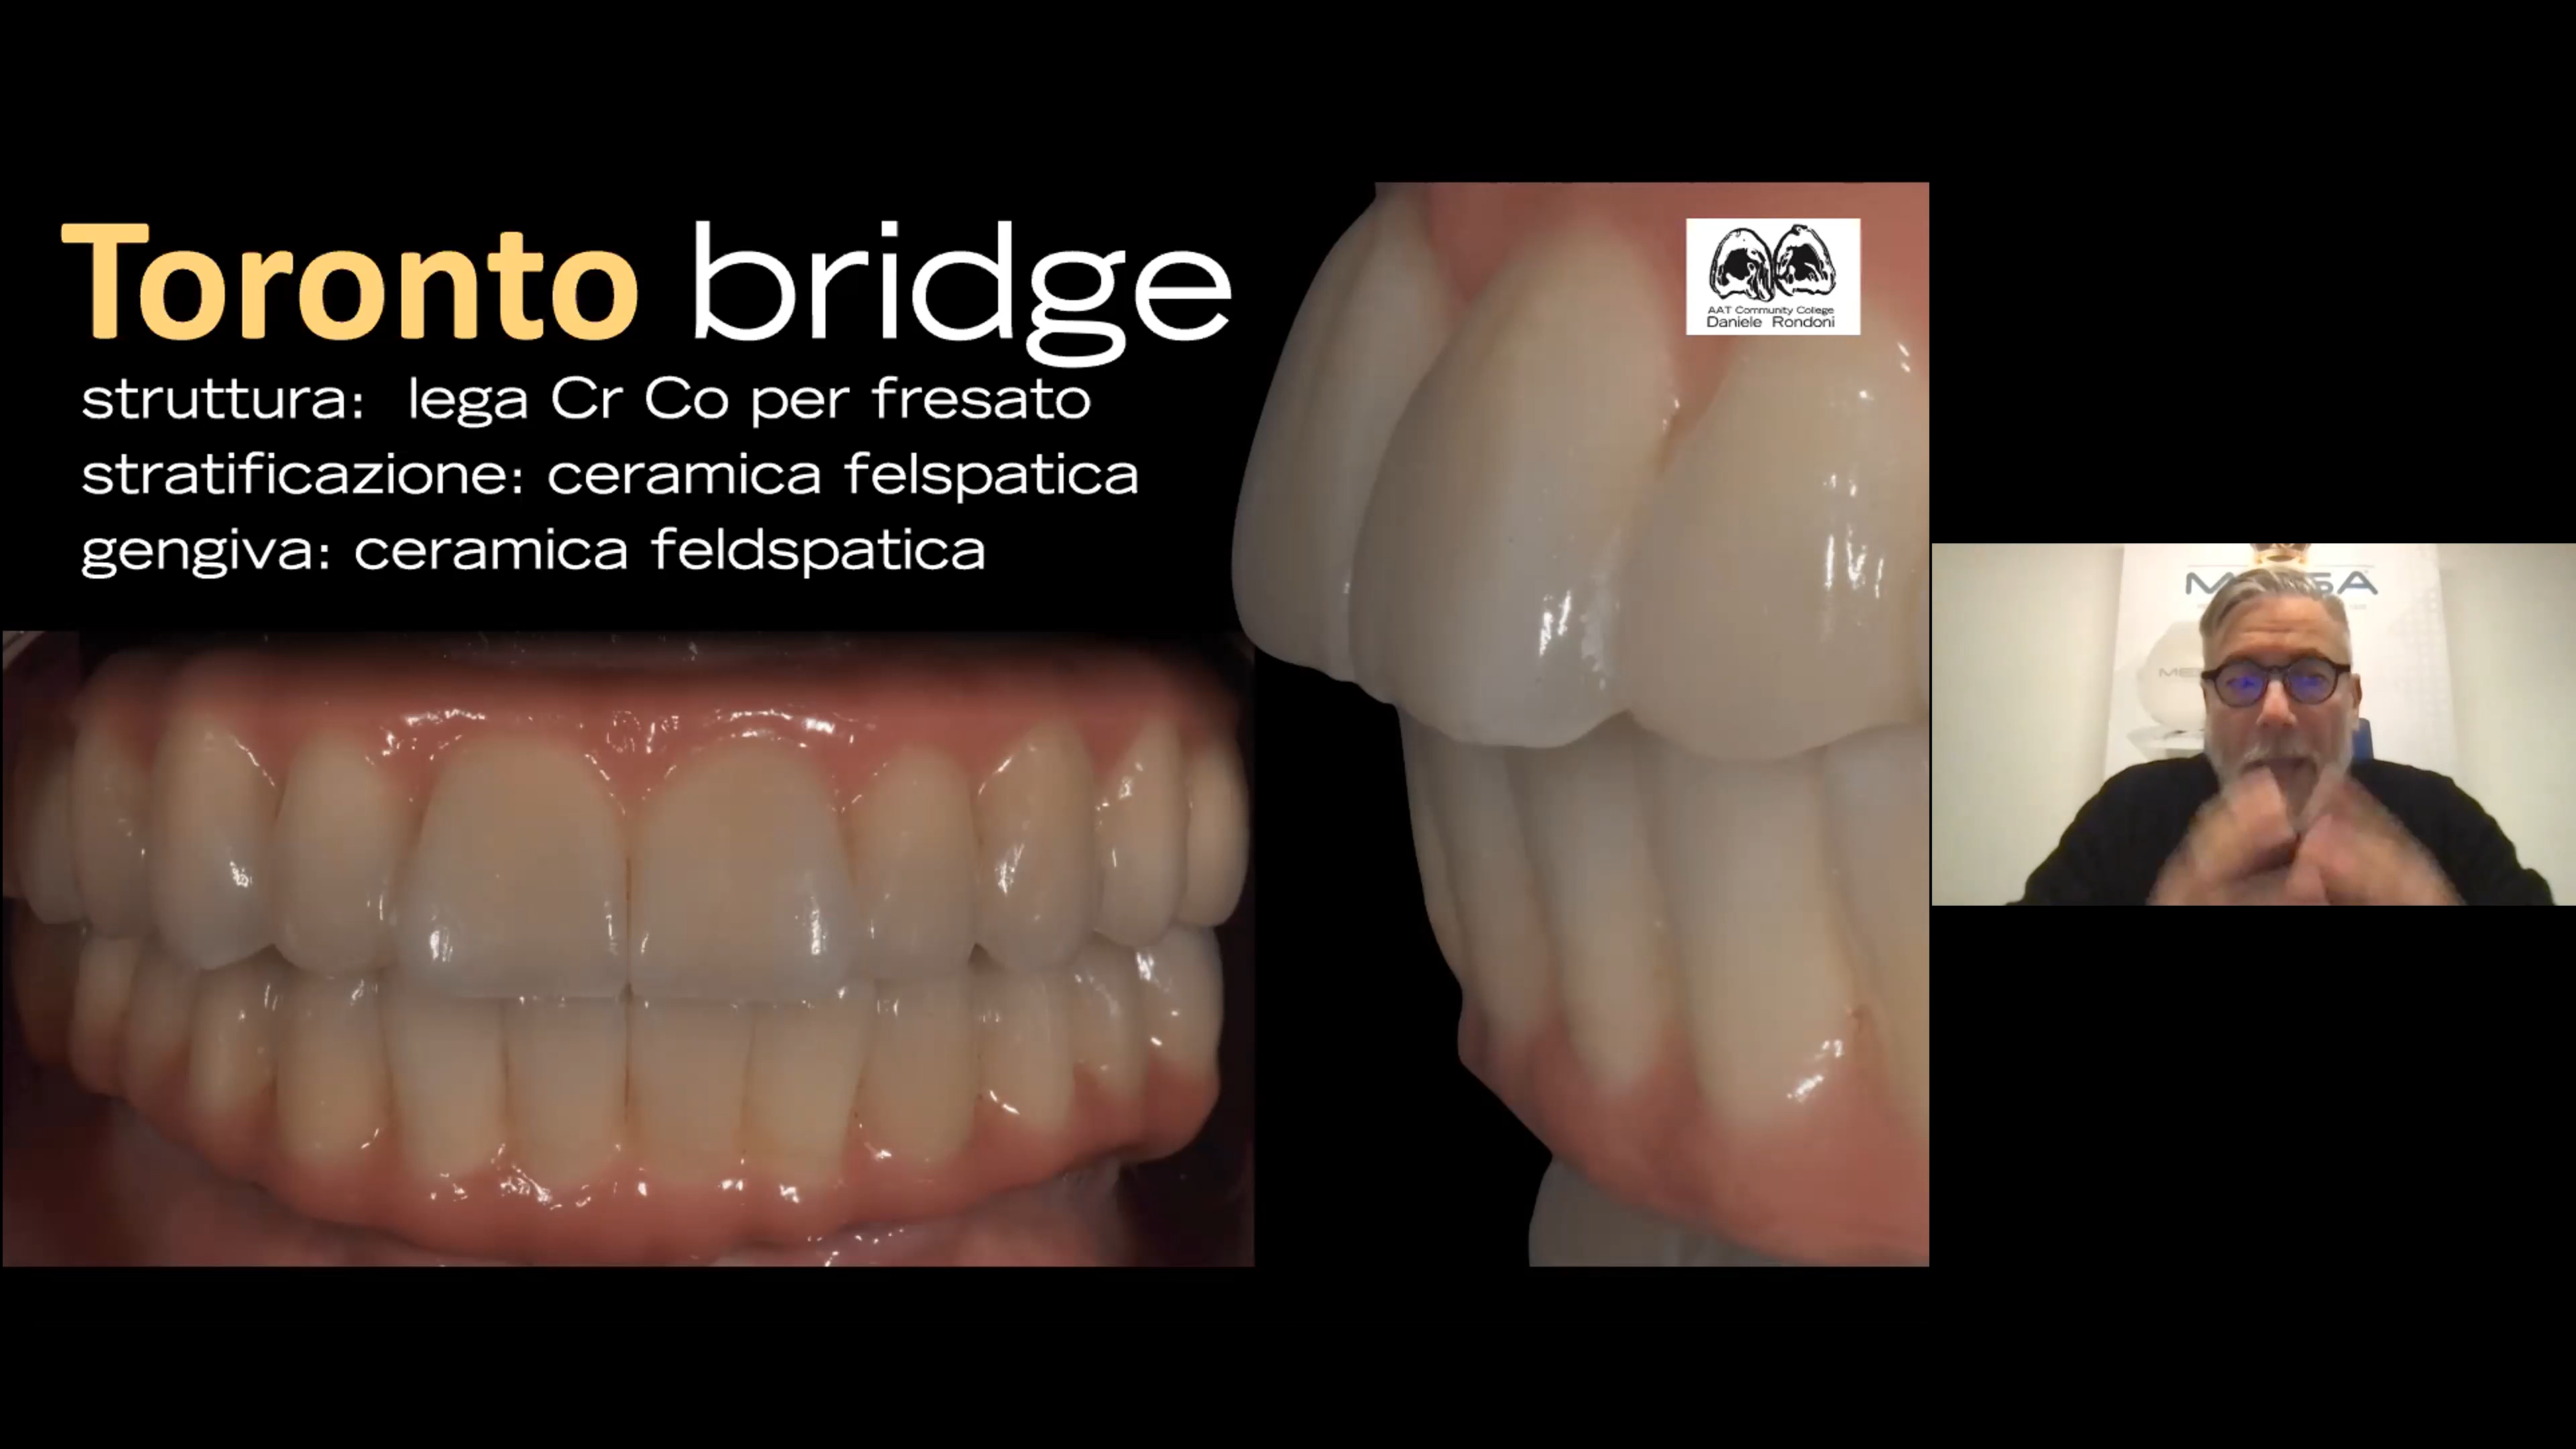 Toronto bridge
struttura: lega Cr Co per fresato
stratificazione: ceramica felspatica
gengiva: ceramica feldspatica
AAT Community College
Daniele Rondoni